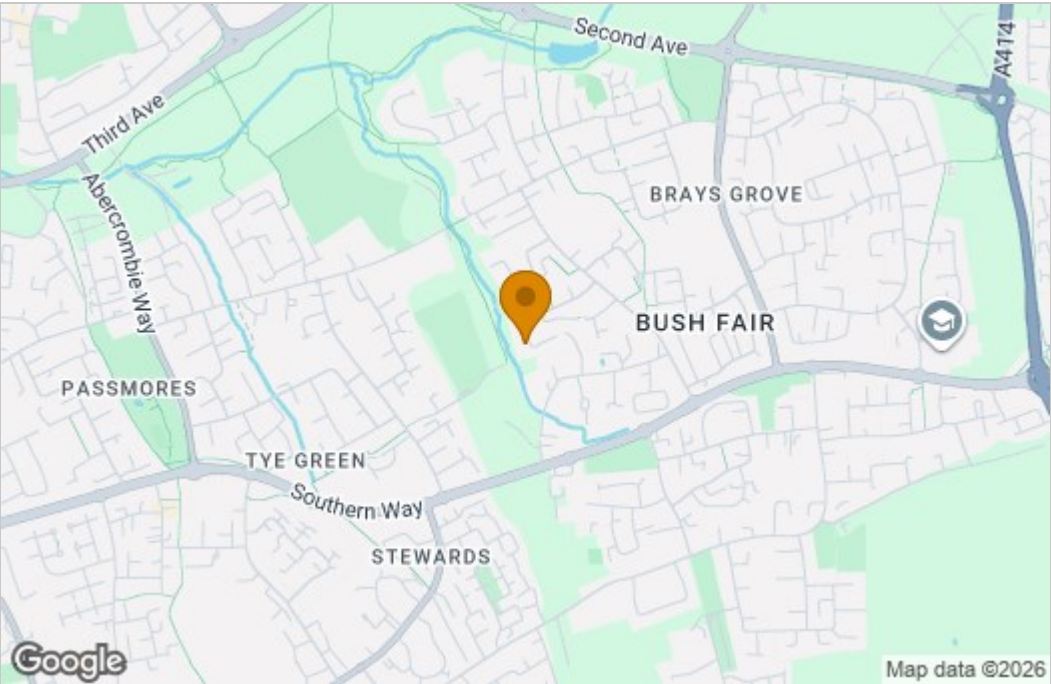 Second Ave
A414
Third Ave
Abercrombie Way
BRAYS GROVE
BUSH FAIR
PASSMORES
TYE GREEN
Southern Way
STEWARDS
Google
Map data ©2026